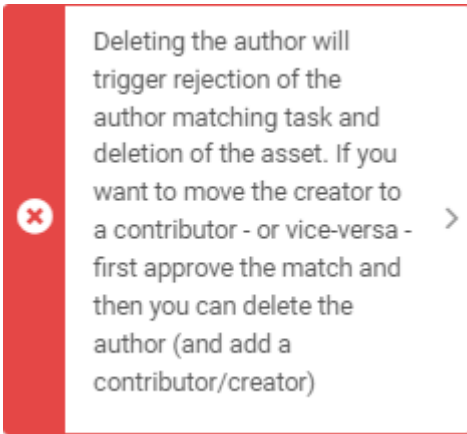 Deleting the author will
trigger rejection of the
author matching task and
deletion of the asset. If you
want to move the creator to
a contributor - or vice-versa -
first approve the match and
then you can delete the
author (and add a
contributor/creator)